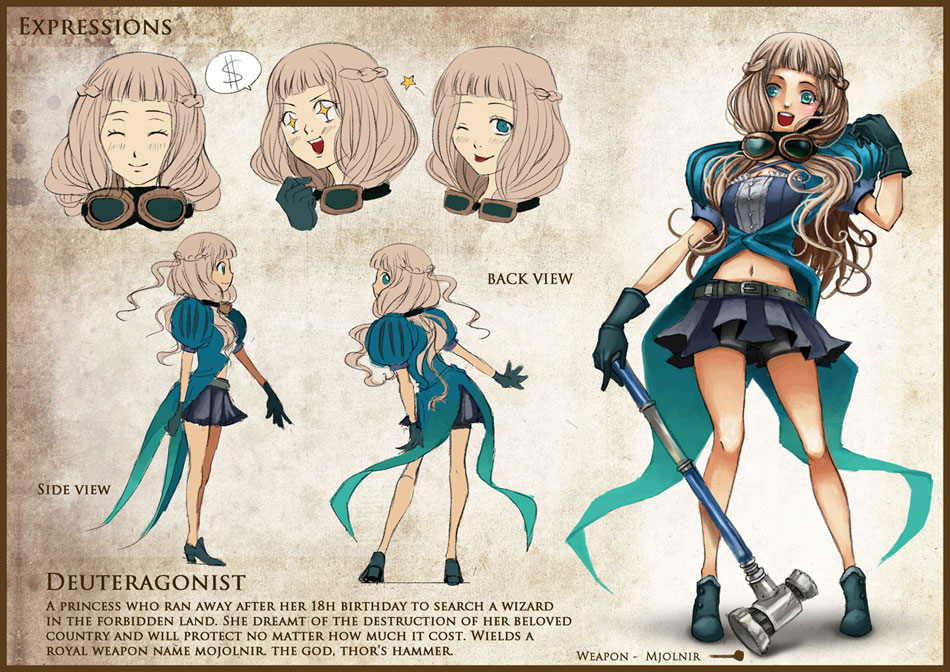 EXPRESSIONS
$
BACK VIEW
SIDE VIEW
DEUTERAGONIST
A PRINCESS WHO RAN AWAY AFTER HER 18H BIRTHDAY TO SEARCH A WIZARD
IN THE FORBIDDEN LAND. SHE DREAMT OF THE DESTRUCTION OF HER BELOVED
COUNTRY AND WILL PROTECT NO MATTER HOW MUCH IT COST. WIELDS A
ROYAL WEAPON NAME MOJOLNIR. THE GOD, THOR'S HAMMER.
WEAPON - MJOLNIR